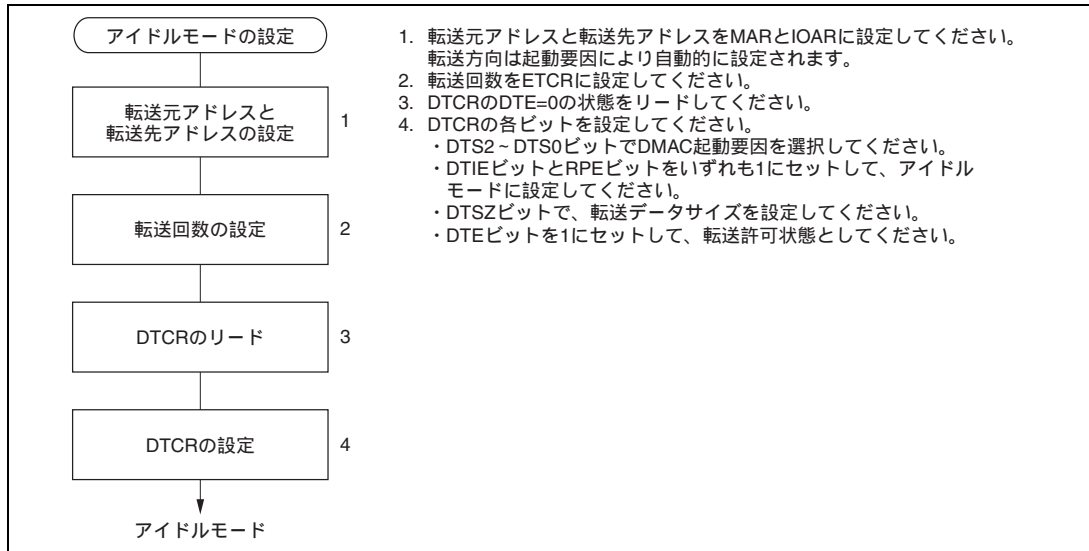 アイドルモードの設定
転送元アドレスと
転送先アドレスの設定
1
転送回数の設定
2
DTCRのリード
3
DTCRの設定
4
アイドルモード
1. 転送元アドレスと転送先アドレスをMARとIOARに設定してください。
転送方向は起動要因により自動的に設定されます。
2. 転送回数をETCRに設定してください。
3. DTCRのDTE=0の状態をリードしてください。
4. DTCRの各ビットを設定してください。
・DTS2～DTS0ビットでDMAC起動要因を選択してください。
・DTIEビットとRPEビットをいずれも1にセットして、アイドル
モードに設定してください。
・DTSZビットで、転送データサイズを設定してください。
・DTEビットを1にセットして、転送許可状態としてください。